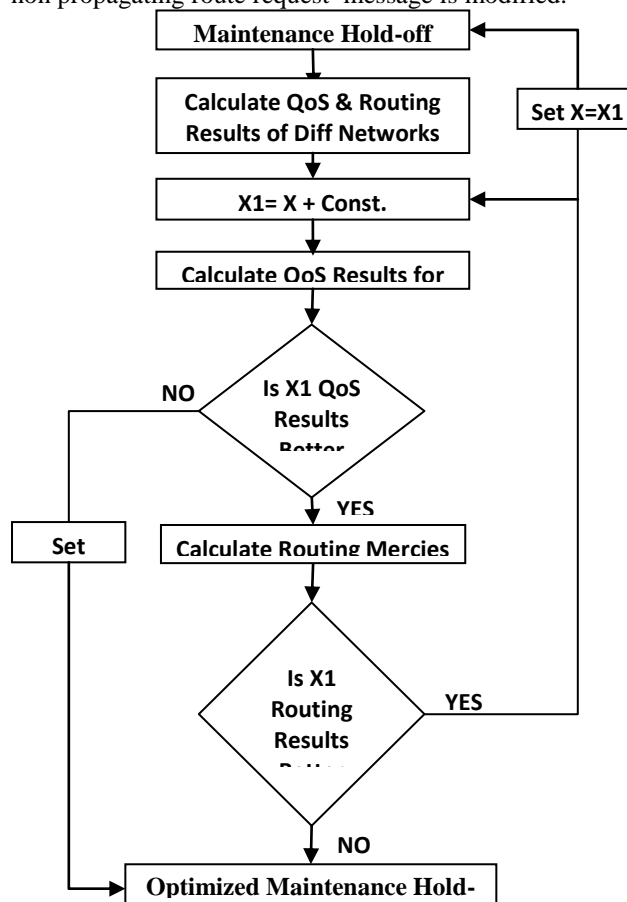 non propagating route request message is modified.
Maintenance Hold-off
Calculate QoS & Routing
Results of Diff Networks
Set X=X1
X1= X + Const.
Calculate QoS Results for
Is X1 QoS
Results
Better
NO
YES
Set
Calculate Routing Mercies
Is X1
Routing
Results
Better
YES
NO
Optimized Maintenance Hold-